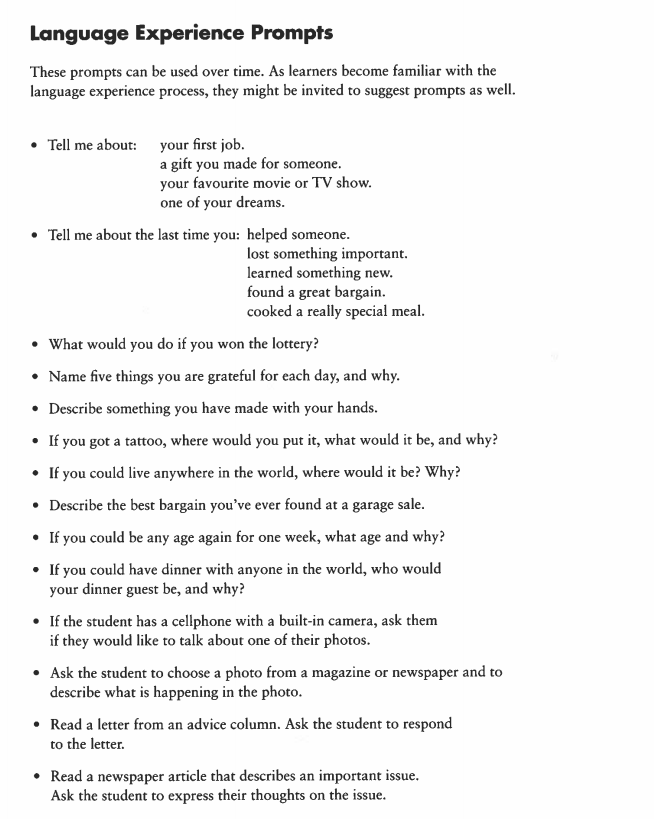 Language Experience Prompts
These prompts can be used over time. As learners become familiar with the
language experience process, they might be invited to suggest prompts as well.
• Tell me about: your first job.
a gift you made for someone.
your favourite movie or TV show.
one of your dreams.
• Tell me about the last time you: helped someone.
lost something important.
learned something new.
found a great bargain.
cooked a really special meal.
• What would you do if you won the lottery?
• Name five things you are grateful for each day, and why.
• Describe something you have made with your hands.
• If you got a tattoo, where would you put it, what would it be, and why?
• If you could live anywhere in the world, where would it be? Why?
• Describe the best bargain you've ever found at a garage sale.
• If you could be any age again for one week, what age and why?
• If you could have dinner with anyone in the world, who would
your dinner guest be, and why?
• If the student has a cellphone with a built-in camera, ask them
if they would like to talk about one of their photos.
• Ask the student to choose a photo from a magazine or newspaper and to
describe what is happening in the photo.
• Read a letter from an advice column. Ask the student to respond
to the letter.
• Read a newspaper article that describes an important issue.
Ask the student to express their thoughts on the issue.